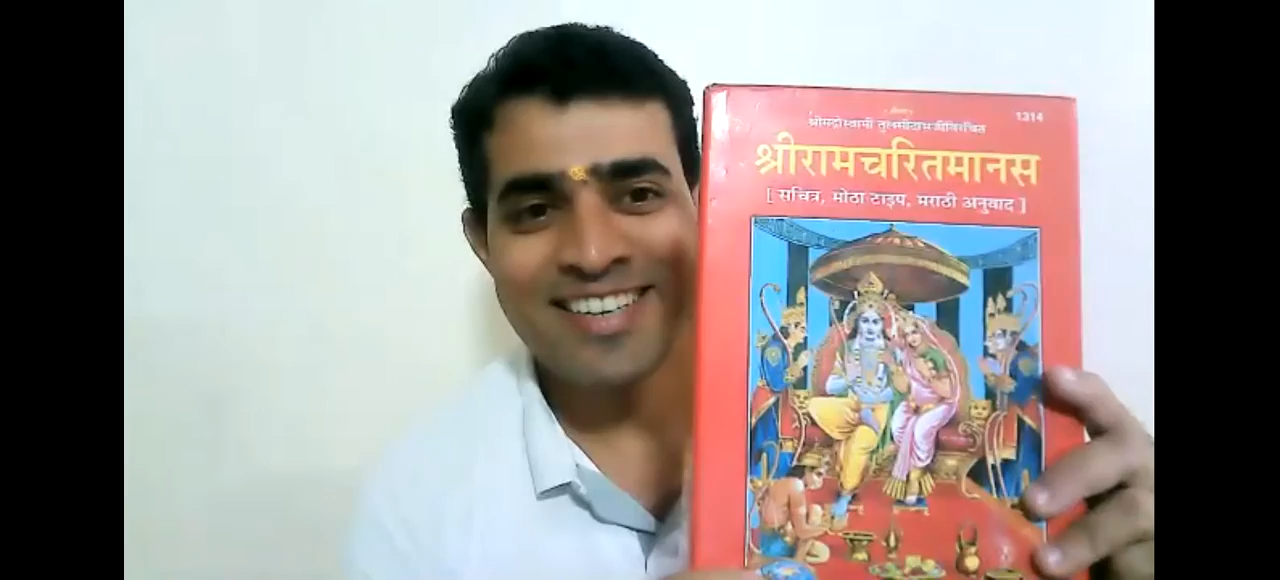 श्रीमद्गोस्वामी तुलसीदासजीविरचित
1314
श्रीरामचरितमानस
[ सचित्र, मोठा टाइप, मराठी अनुवाद ]